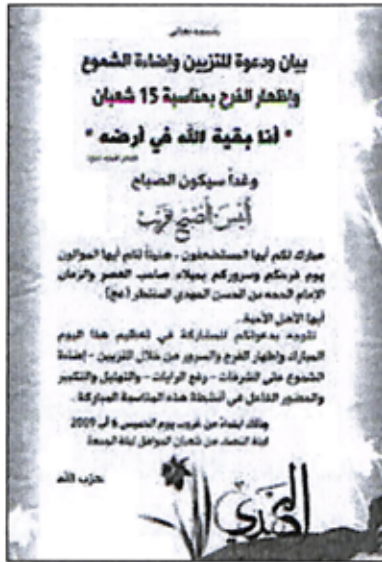 باسمه تعالى
بيان ودعوة للتزيين وإضاءة الشموع
وإظهار الفرح بمناسبة 15 شعبان
" أنا بقية الله في أرضه "
وغداً سيكون الصباح
أليس الصبح بقريب
مبارك لكم أيها المستضعفون ، هنيئاً لكم أيها الموالون
يوم فرحكم وسروركم بميلاد صاحب العصر والزمان
الإمام الحجة بن الحسن المهدي المنتظر (عج) .
أيها الأهل الأحبة..
نتوجه بدعوتكم للمشاركة في تعظيم هذا اليوم
المبارك وإظهار الفرح والسرور من خلال التزيين - إضاءة
الشموع على الشرفات - رفع الرايات - والتهليل والتكبير
والحضور الفاعل في أنشطة هذه المناسبة المباركة .
وذلك ابتداءً من غروب يوم الخميس 6 آب 2009
ليلة النصف من شعبان الموافق ليلة الجمعة
حزب الله
المهدي